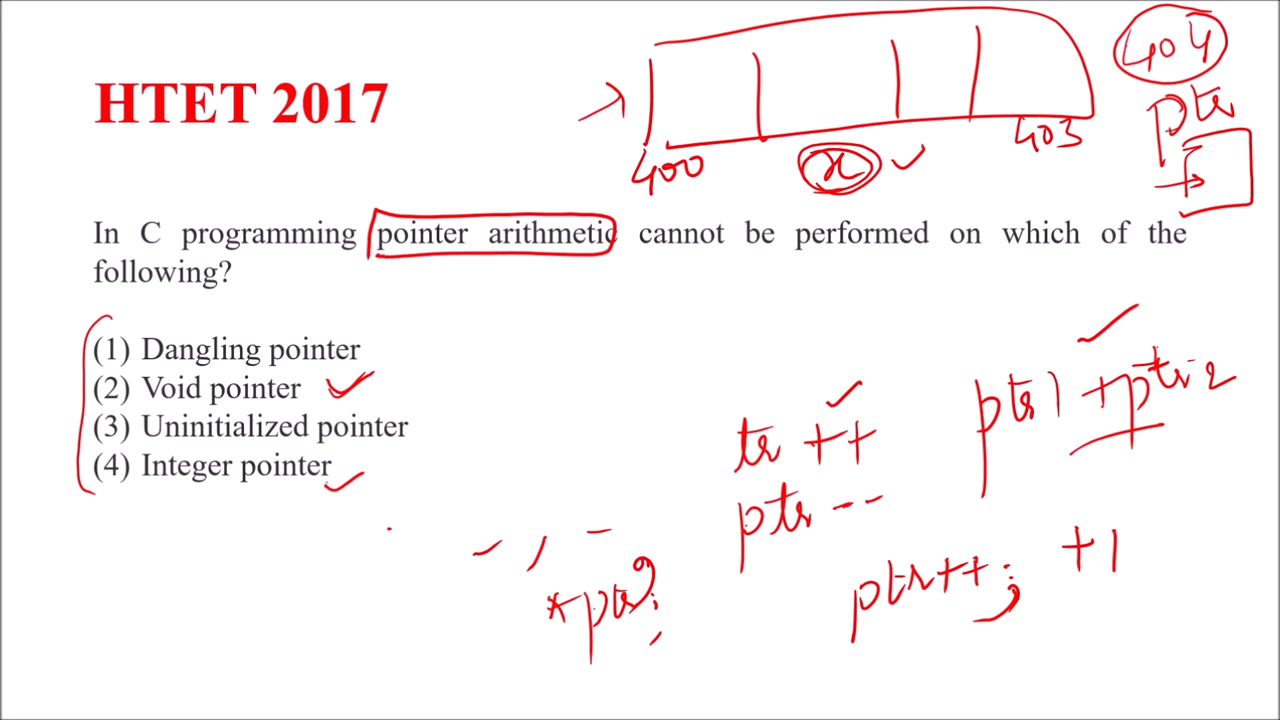 HTET 2017
404
ptr
400
x
403
In C programming pointer arithmetic cannot be performed on which of the
following?
(1) Dangling pointer
(2) Void pointer
(3) Uninitialized pointer
(4) Integer pointer
ptr1 +ptr2
tr ++
ptr --
ptr++; +1
*ptr;